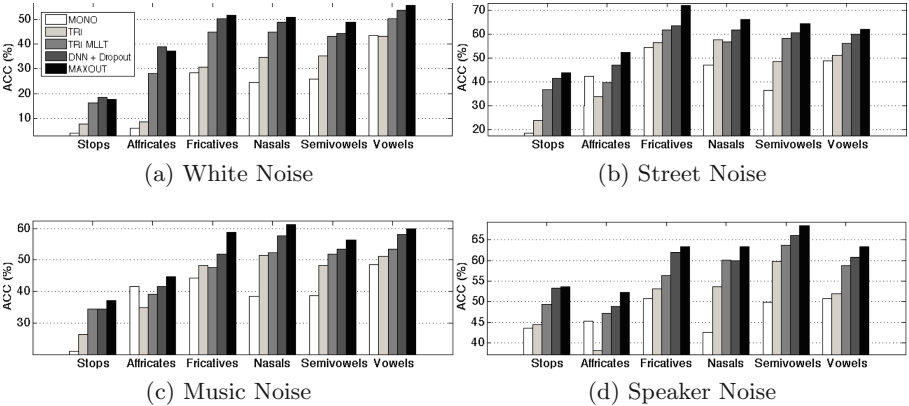 ACC (%)
50
40
30
20
10
MONO
TRI
TRI MLLT
DNN + Dropout
MAXOUT
Stops Affricates Fricatives Nasals Semivowels Vowels
(a) White Noise
ACC (%)
70
60
50
40
30
20
Stops Affricates Fricatives Nasals Semivowels Vowels
(b) Street Noise
ACC (%)
60
50
40
30
Stops Affricates Fricatives Nasals Semivowels Vowels
(c) Music Noise
ACC (%)
65
60
55
50
45
40
Stops Affricates Fricatives Nasals Semivowels Vowels
(d) Speaker Noise